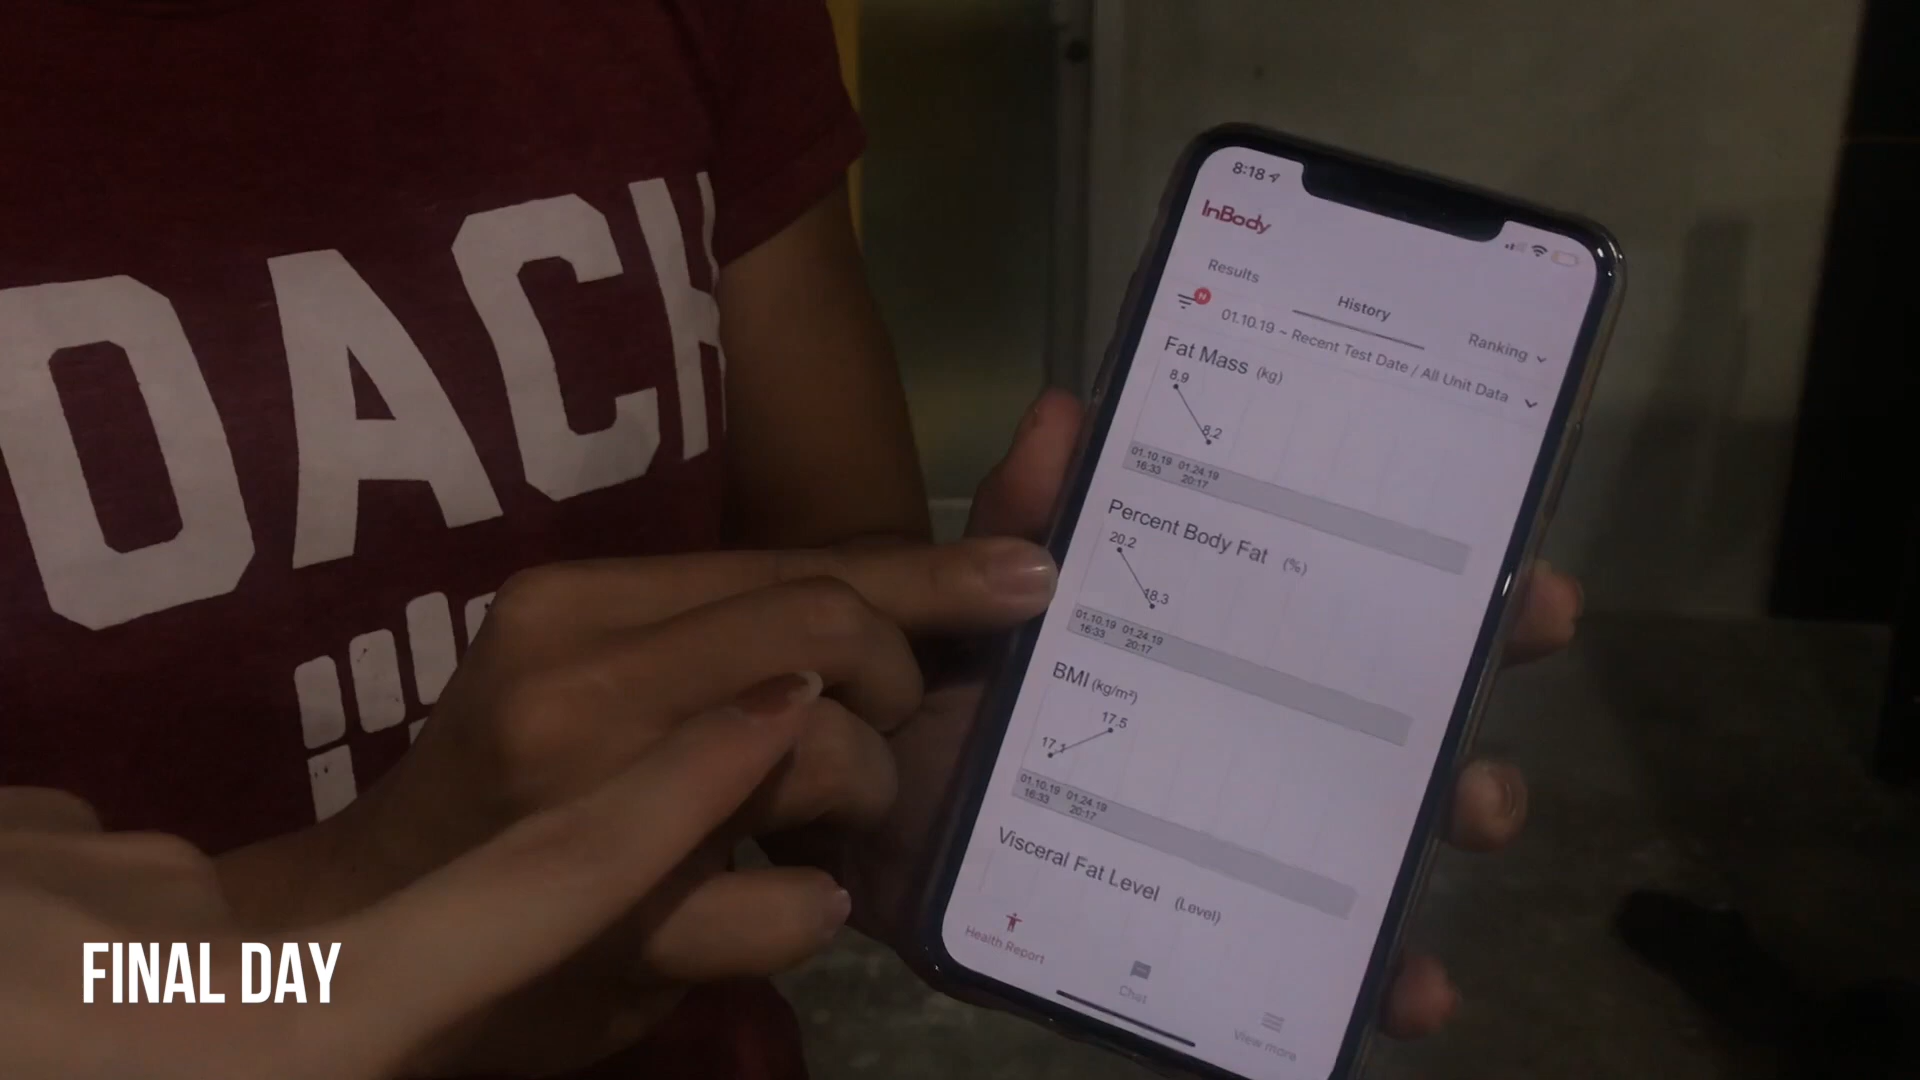 OACH
8:18
InBody
Results
History
Ranking
N
01.10.19 ~ Recent Test Date / All Unit Data
Fat Mass (kg)
8.9
8.2
01.10.19 01.24.19
16:33 20:17
Percent Body Fat (%)
20.2
18.3
01.10.19 01.24.19
16:33 20:17
BMI (kg/m²)
17.5
17.1
01.10.19 01.24.19
16:33 20:17
Visceral Fat Level (Level)
Health Report
Chat
View more
FINAL DAY